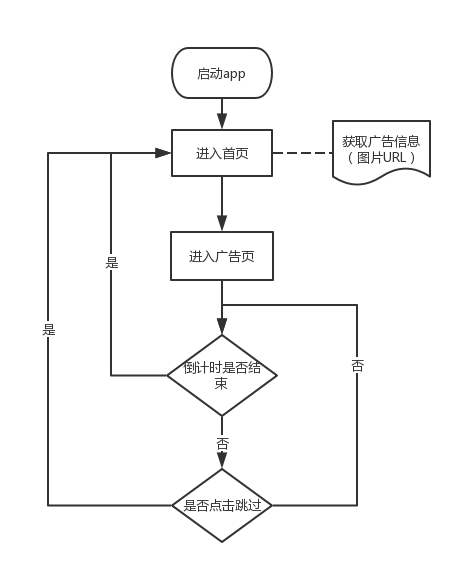 启动app
进入首页
获取广告信息
（图片URL）
进入广告页
是
是
倒计时是否结
束
否
否
是否点击跳过